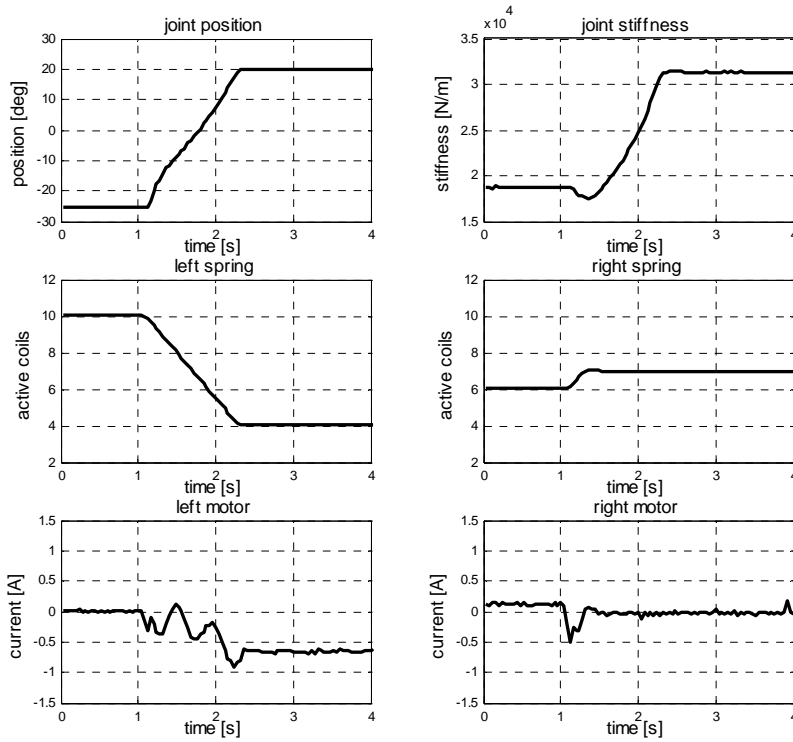 joint position
position [deg]
30
20
10
0
-10
-20
-30
0 1 2 3 4
time [s]
joint stiffness
x10 4
stiffness [N/m]
3.5
3
2.5
2
1.5
0 1 2 3 4
time [s]
left spring
active coils
12
10
8
6
4
2
0 1 2 3 4
time [s]
right spring
active coils
12
10
8
6
4
2
0 1 2 3 4
time [s]
left motor
current [A]
1.5
1
0.5
0
-0.5
-1
-1.5
0 1 2 3 4
time [s]
right motor
current [A]
1.5
1
0.5
0
-0.5
-1
-1.5
0 1 2 3 4
time [s]